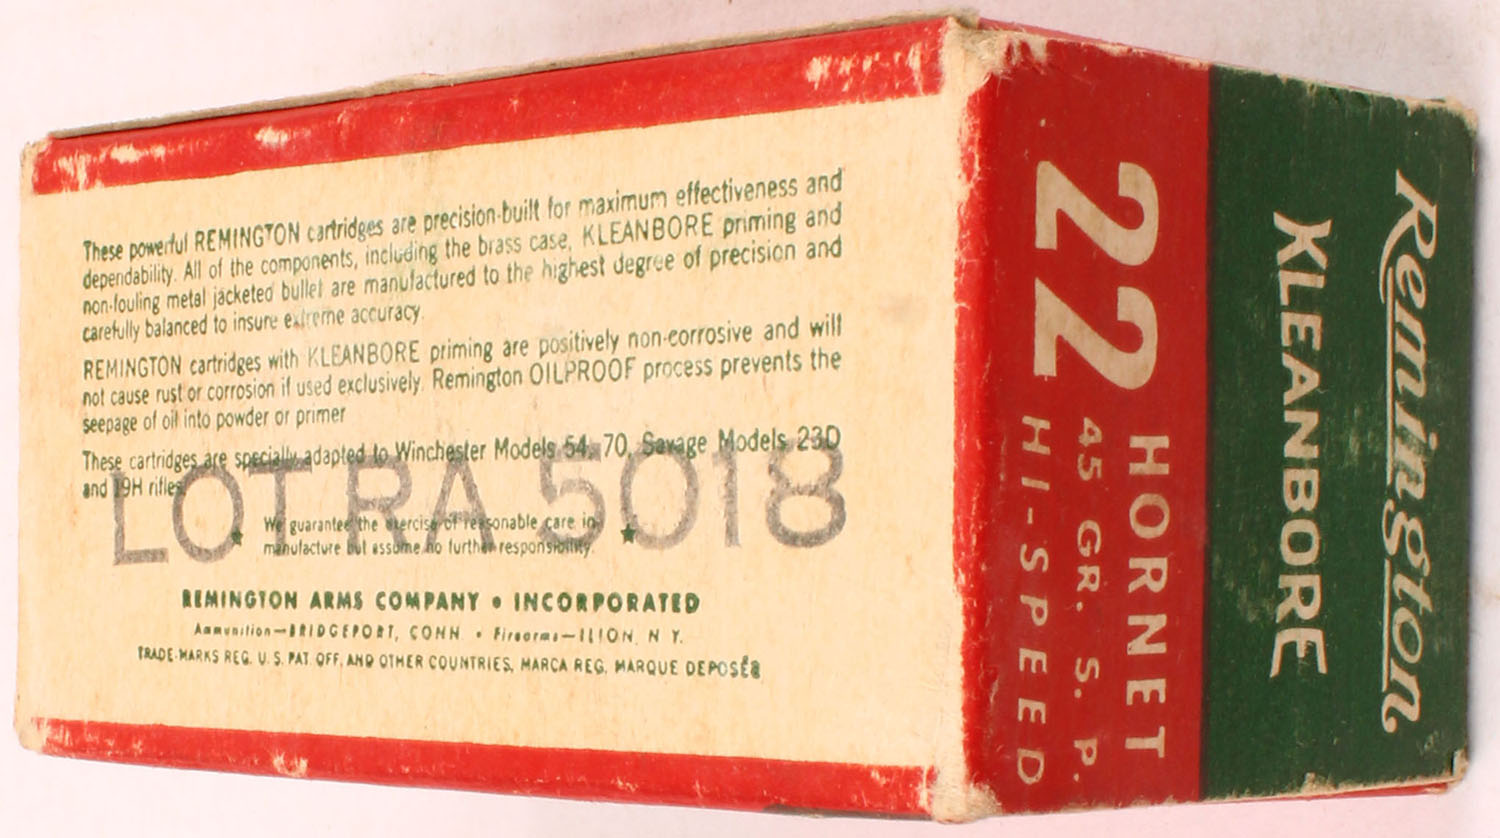 These powerful REMINGTON cartridges are precision-built for maximum effectiveness and
dependability. All of the components, including the brass case, KLEANBORE priming and
non-fouling metal jacketed bullet are manufactured to the highest degree of precision and
carefully balanced to insure extreme accuracy.
REMINGTON cartridges with KLEANBORE priming are positively non-corrosive and will
not cause rust or corrosion if used exclusively. Remington OILPROOF process prevents the
seepage of oil into powder or primer
These cartridges are specially adapted to Winchester Models 54, 70, Savage Models 23D
and 19H rifles
LOT RA 5018
We guarantee the exercise of reasonable care in
manufacture but assume no further responsibility.
REMINGTON ARMS COMPANY • INCORPORATED
Ammunition—BRIDGEPORT, CONN • Firearms—ILION, N Y.
TRADE-MARKS REG. U.S. PAT. OFF. AND OTHER COUNTRIES, MARCA REG. MARQUE DEPOSÉE
Remington
KLEANBORE
22 HORNET
45 GR. S. P.
HI-SPEED